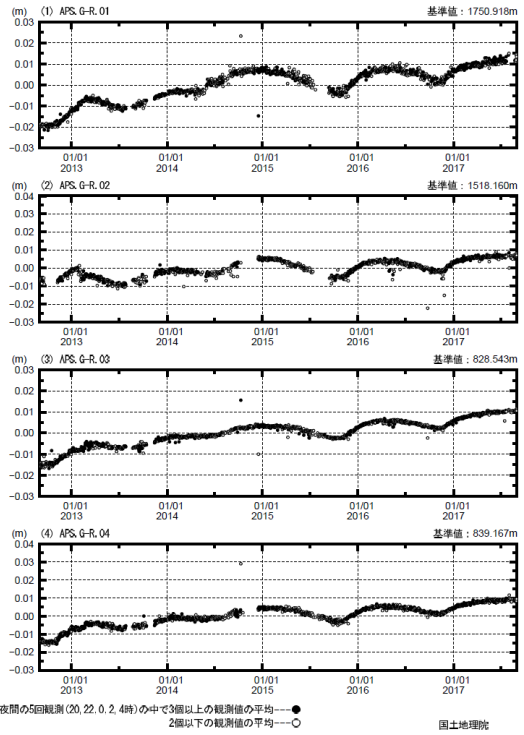 (m) (1) APS.G-R.01 基準値：1750.918m
0.03
0.02
0.01
0.00
-0.01
-0.02
-0.03
01/01 01/01 01/01 01/01 01/01
2013 2014 2015 2016 2017
(m) (2) APS.G-R.02 基準値：1518.160m
0.04
0.03
0.02
0.01
0.00
-0.01
-0.02
-0.03
01/01 01/01 01/01 01/01 01/01
2013 2014 2015 2016 2017
(m) (3) APS.G-R.03 基準値：828.543m
0.03
0.02
0.01
0.00
-0.01
-0.02
-0.03
01/01 01/01 01/01 01/01 01/01
2013 2014 2015 2016 2017
(m) (4) APS.G-R.04 基準値：839.167m
0.04
0.03
0.02
0.01
0.00
-0.01
-0.02
-0.03
01/01 01/01 01/01 01/01 01/01
2013 2014 2015 2016 2017
夜間の5回観測(20,22,0,2,4時)の中で3個以上の観測値の平均---●
2個以下の観測値の平均---○
国土地理院